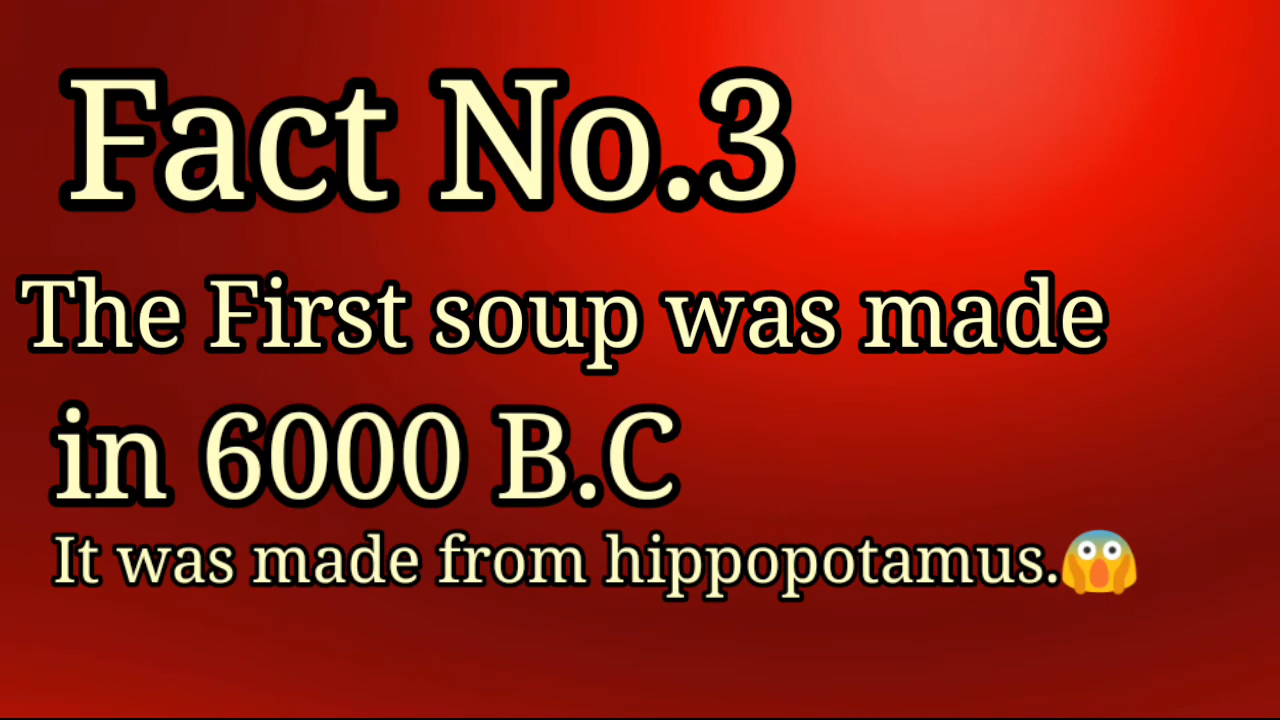 Fact No.3
The First soup was made
in 6000 B.C
It was made from hippopotamus.😱